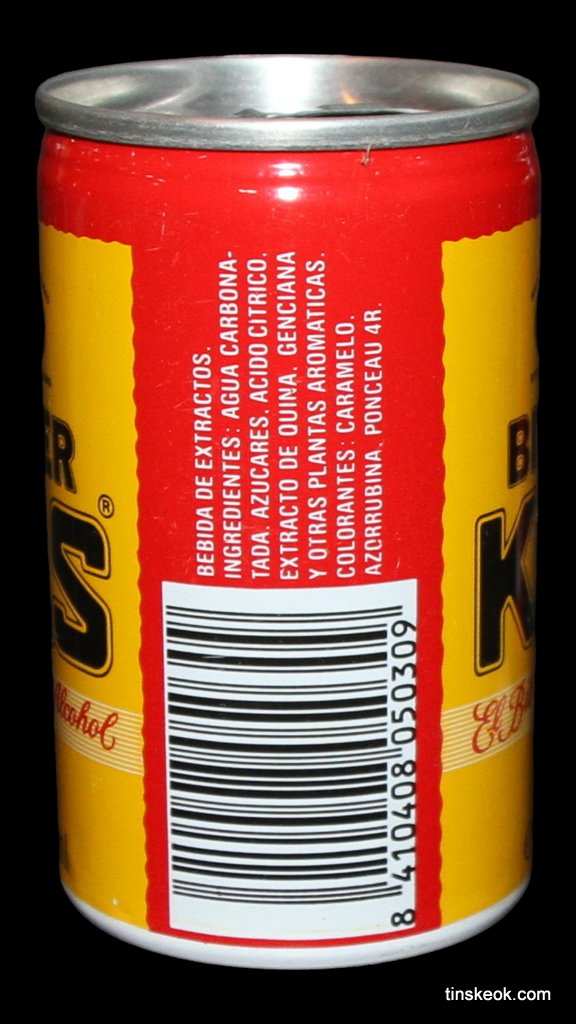 BEBIDA DE EXTRACTOS.
INGREDIENTES: AGUA CARBONA-
TADA, AZUCARES, ACIDO CITRICO.
EXTRACTO DE QUINA, GENCIANA
Y OTRAS PLANTAS AROMATICAS.
COLORANTES: CARAMELO.
AZORRUBINA, PONCEAU 4R.
8 410408 050309
®
tinskeok.com